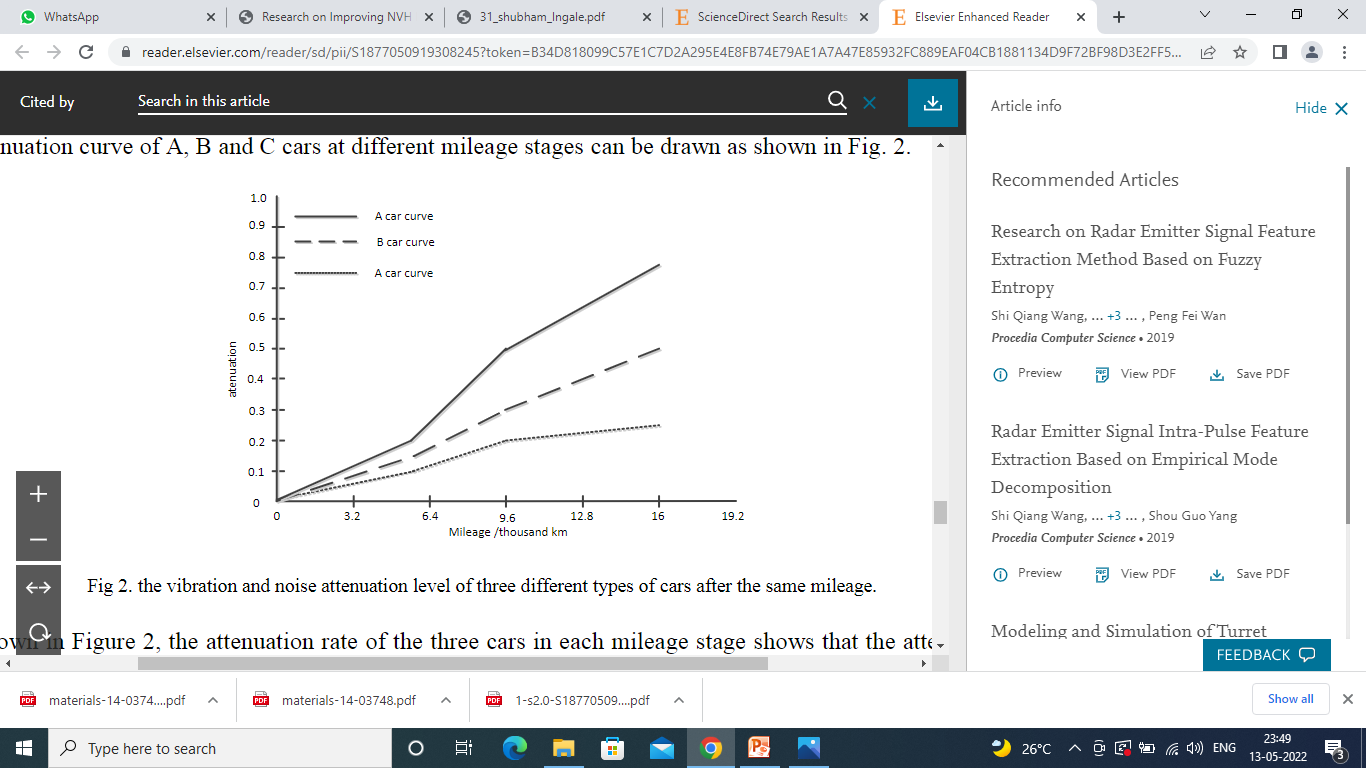 WhatsApp
Research on Improving NVH
31_shubham_Ingale.pdf
ScienceDirect Search Results
Elsevier Enhanced Reader
reader.elsevier.com/reader/sd/pii/S1877050919308245?token=B34D818099C57E1C7D2A295E4E8FB74E79AE1A7A47E85932FC889EAF04CB1881134D9F72BF98D3E2FF5...
Cited by
Search in this article
nuation curve of A, B and C cars at different mileage stages can be drawn as shown in Fig. 2.
1.0
0.9
0.8
0.7
0.6
0.5
0.4
0.3
0.2
0.1
0
atenuation
A car curve
B car curve
A car curve
0 3.2 6.4 9.6 12.8 16 19.2
Mileage /thousand km
Fig 2. the vibration and noise attenuation level of three different types of cars after the same mileage.
own in Figure 2, the attenuation rate of the three cars in each mileage stage shows that the atte
Article info
Hide
Recommended Articles
Research on Radar Emitter Signal Feature
Extraction Method Based on Fuzzy
Entropy
Shi Qiang Wang, ... +3 ... , Peng Fei Wan
Procedia Computer Science • 2019
Preview
View PDF
Save PDF
Radar Emitter Signal Intra-Pulse Feature
Extraction Based on Empirical Mode
Decomposition
Shi Qiang Wang, ... +3 ... , Shou Guo Yang
Procedia Computer Science • 2019
Preview
View PDF
Save PDF
Modeling and Simulation of Turret
FEEDBACK
materials-14-0374....pdf
materials-14-03748.pdf
1-s2.0-S18770509....pdf
Show all
Type here to search
26°C
ENG
23:49
13-05-2022
3